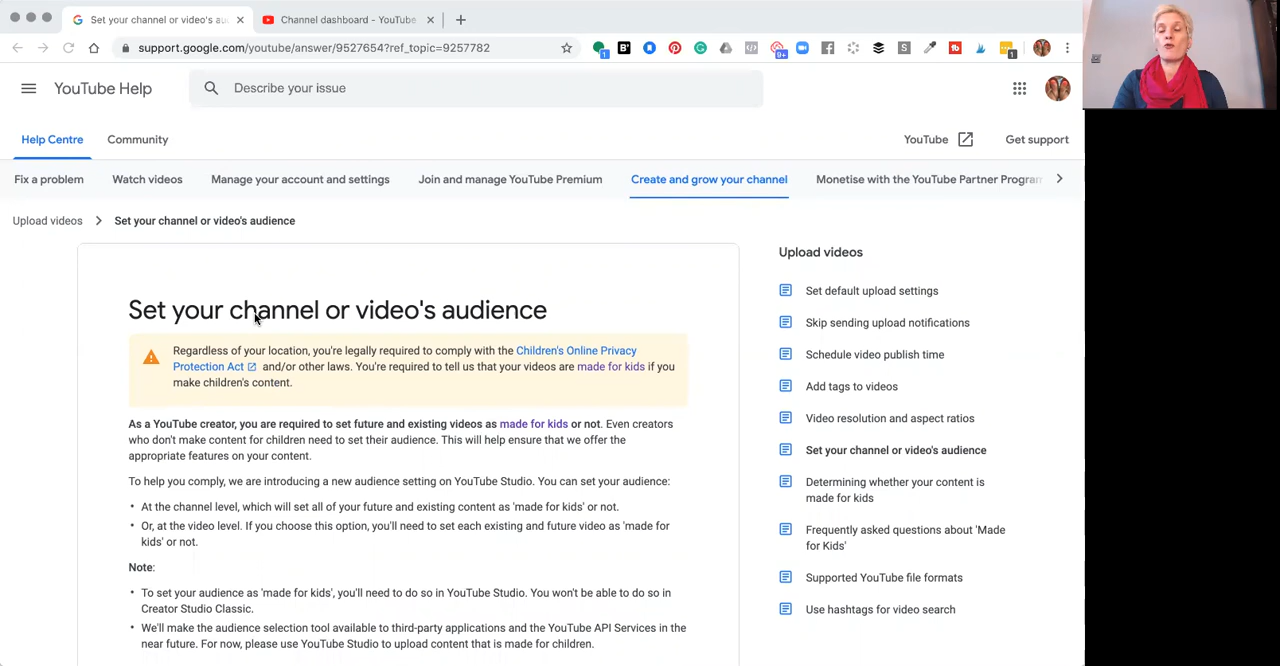 Set your channel or video's au
Channel dashboard - YouTube
support.google.com/youtube/answer/9527654?ref_topic=9257782
1
9+
1
YouTube Help
Describe your issue
Help Centre
Community
YouTube
Get support
Fix a problem
Watch videos
Manage your account and settings
Join and manage YouTube Premium
Create and grow your channel
Monetise with the YouTube Partner Program
Upload videos
Set your channel or video's audience
Set your channel or video's audience
Regardless of your location, you're legally required to comply with the Children's Online Privacy
Protection Act and/or other laws. You're required to tell us that your videos are made for kids if you
make children's content.
As a YouTube creator, you are required to set future and existing videos as made for kids or not. Even creators
who don't make content for children need to set their audience. This will help ensure that we offer the
appropriate features on your content.
To help you comply, we are introducing a new audience setting on YouTube Studio. You can set your audience:
• At the channel level, which will set all of your future and existing content as 'made for kids' or not.
• Or, at the video level. If you choose this option, you'll need to set each existing and future video as 'made for
kids' or not.
Note:
• To set your audience as 'made for kids', you'll need to do so in YouTube Studio. You won't be able to do so in
Creator Studio Classic.
• We'll make the audience selection tool available to third-party applications and the YouTube API Services in the
near future. For now, please use YouTube Studio to upload content that is made for children.
Upload videos
Set default upload settings
Skip sending upload notifications
Schedule video publish time
Add tags to videos
Video resolution and aspect ratios
Set your channel or video's audience
Determining whether your content is
made for kids
Frequently asked questions about 'Made
for Kids'
Supported YouTube file formats
Use hashtags for video search